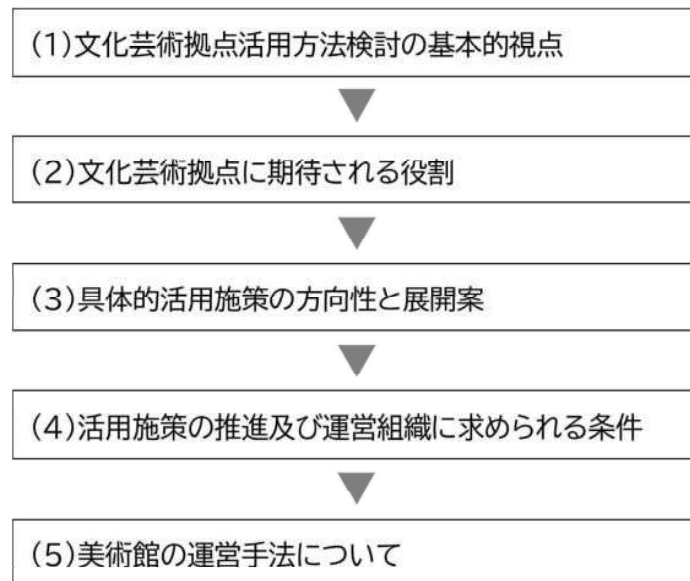 (1)文化芸術拠点活用方法検討の基本的視点
(2)文化芸術拠点に期待される役割
(3)具体的活用施策の方向性と展開案
(4)活用施策の推進及び運営組織に求められる条件
(5)美術館の運営手法について